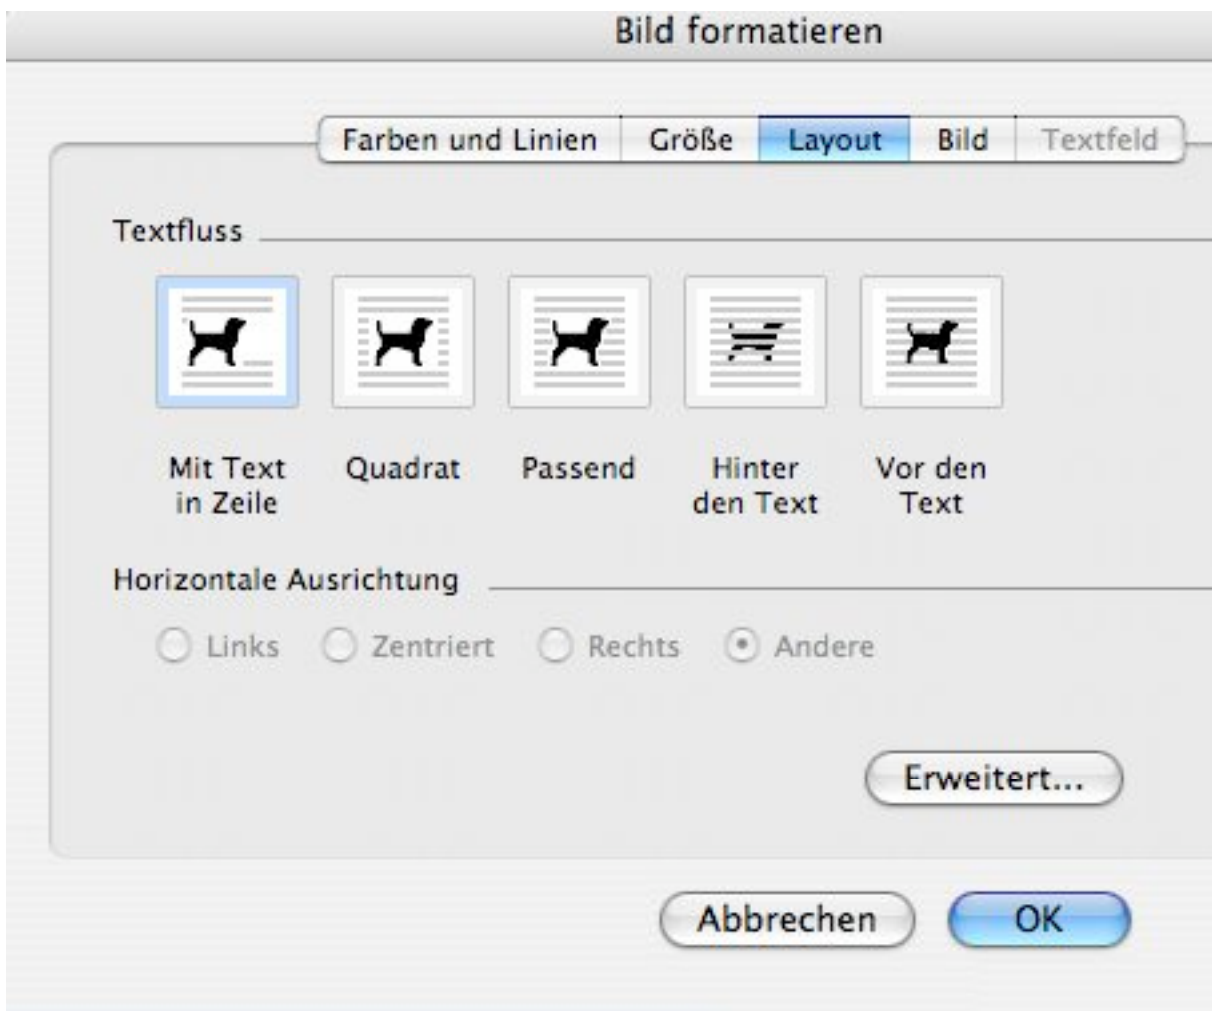 Bild formatieren
Farben und Linien Größe Layout Bild Textfeld
Textfluss
Mit Text in Zeile
Quadrat
Passend
Hinter den Text
Vor den Text
Horizontale Ausrichtung
Links Zentriert Rechts Andere
Erweitert...
Abbrechen OK